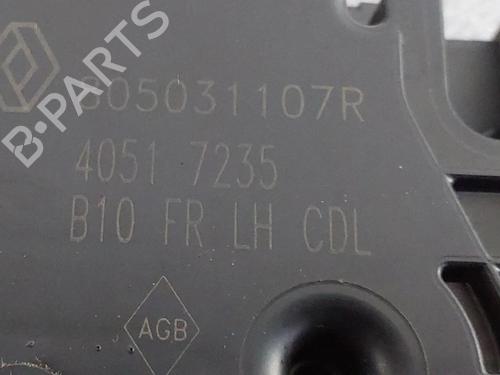 B-PARTS
805031107R
4051 7235
B10 FR LH CDL
AGB